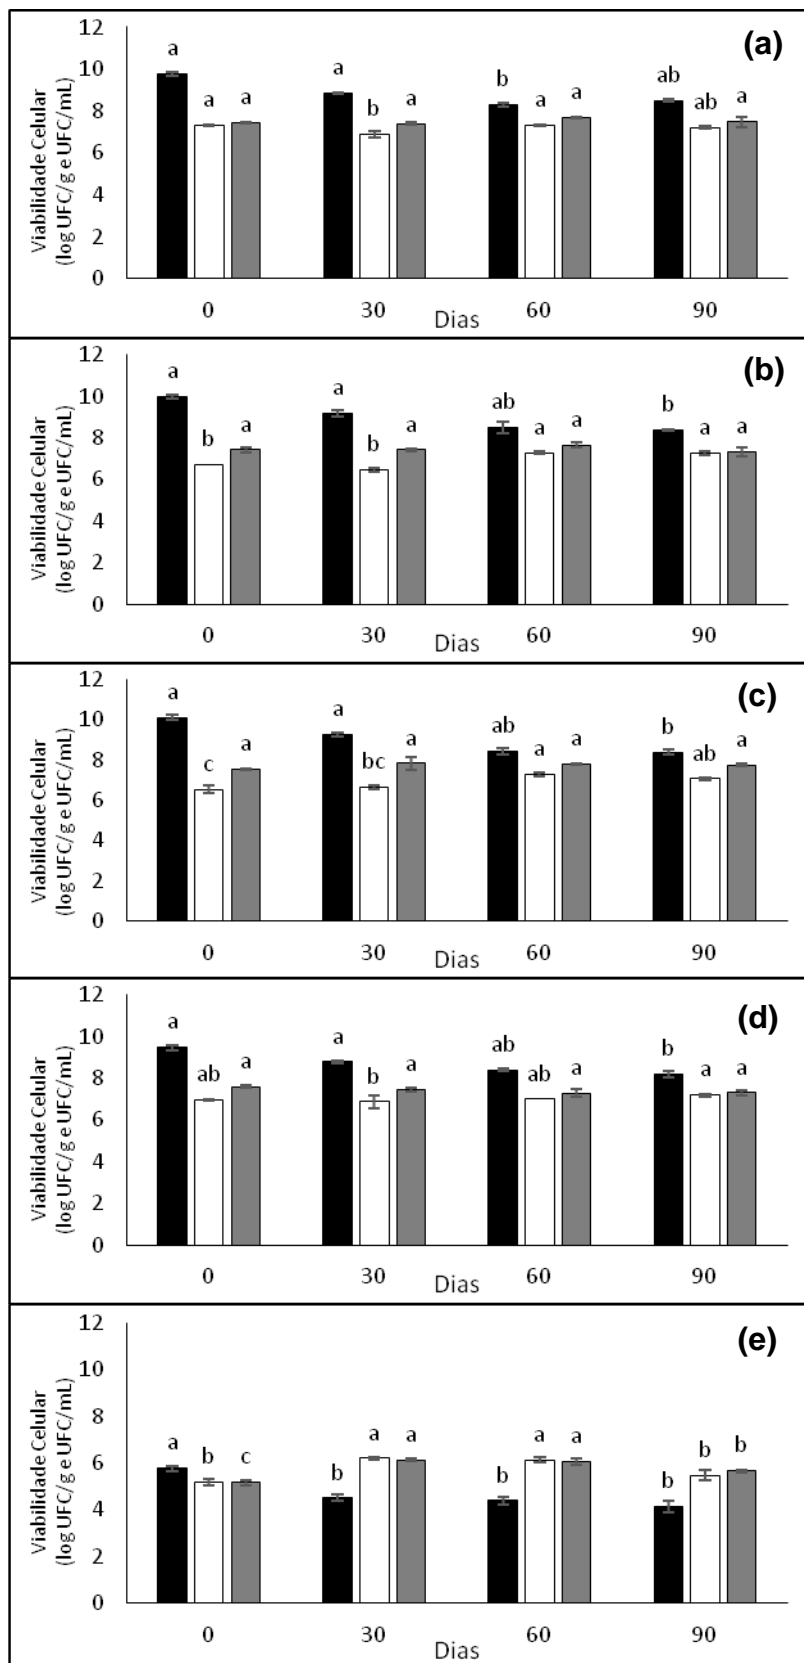 (a)
Viabilidade Celular
(log UFC/g e UFC/mL)
12
10
8
6
4
2
0
a a a
a b a
b a a
ab ab a
0 30 60 90
Dias
(b)
Viabilidade Celular
(log UFC/g e UFC/mL)
12
10
8
6
4
2
0
a b a
a b a
ab a a
b a a
0 30 60 90
Dias
(c)
Viabilidade Celular
(log UFC/g e UFC/mL)
12
10
8
6
4
2
0
a c a
a bc a
ab a a
b ab a
0 30 60 90
Dias
(d)
Viabilidade Celular
(log UFC/g e UFC/mL)
12
10
8
6
4
2
0
a ab a
a b a
ab ab a
b a a
0 30 60 90
Dias
(e)
Viabilidade Celular
(log UFC/g e UFC/mL)
12
10
8
6
4
2
0
a b c
b a a
b a a
b b b
0 30 60 90
Dias